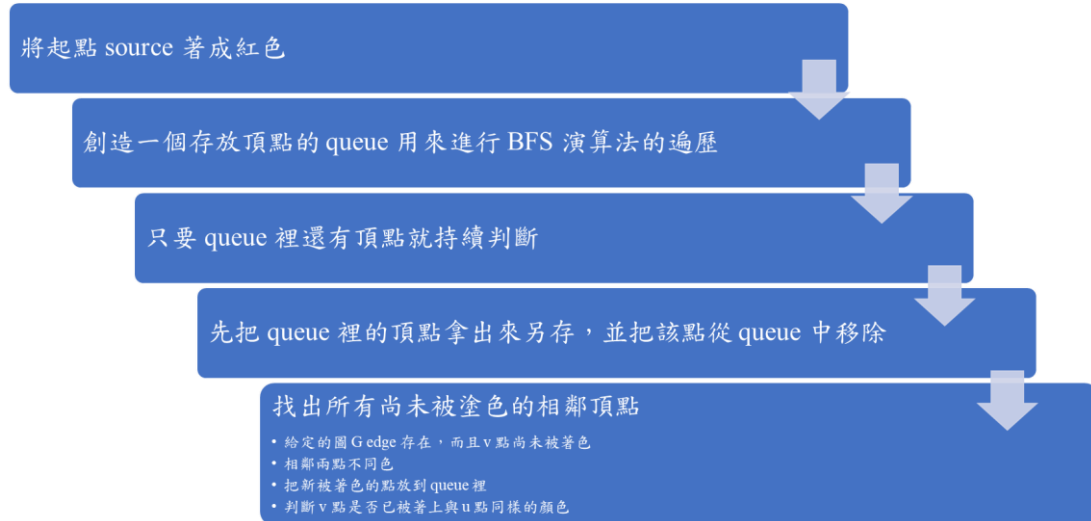 將起點 source 著成紅色
創造一個存放頂點的 queue 用來進行 BFS 演算法的遍歷
只要 queue 裡還有頂點就持續判斷
先把 queue 裡的頂點拿出來另存，並把該點從 queue 中移除
找出所有尚未被塗色的相鄰頂點
• 給定的圖 G edge 存在，而且 v 點尚未被著色
• 相鄰兩點不同色
• 把新被著色的點放到 queue 裡
• 判斷 v 點是否已被著上與 u 點同樣的顏色